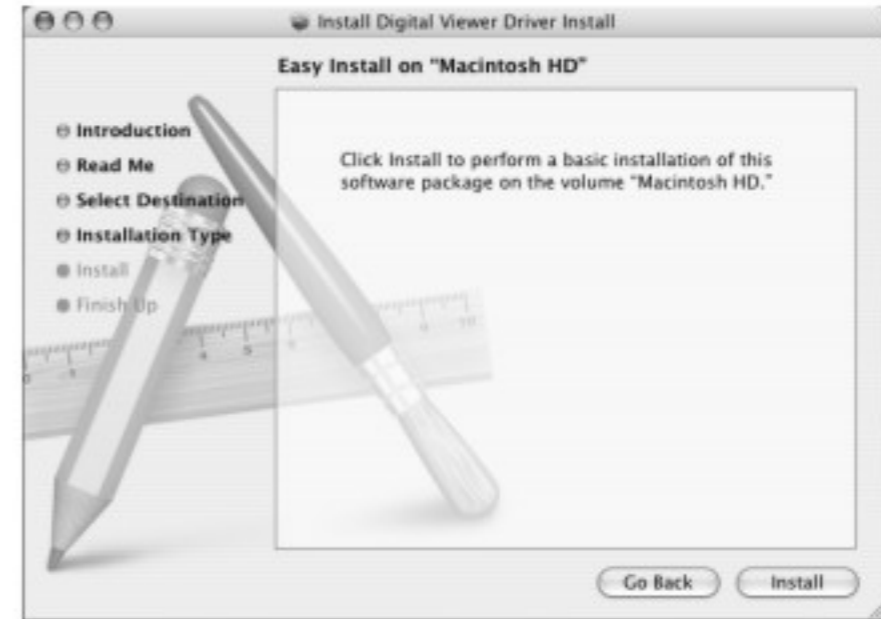 Install Digital Viewer Driver Install
Easy Install on "Macintosh HD"
Introduction
Read Me
Select Destination
Installation Type
Install
Finish Up
Click Install to perform a basic installation of this
software package on the volume "Macintosh HD."
Go Back
Install